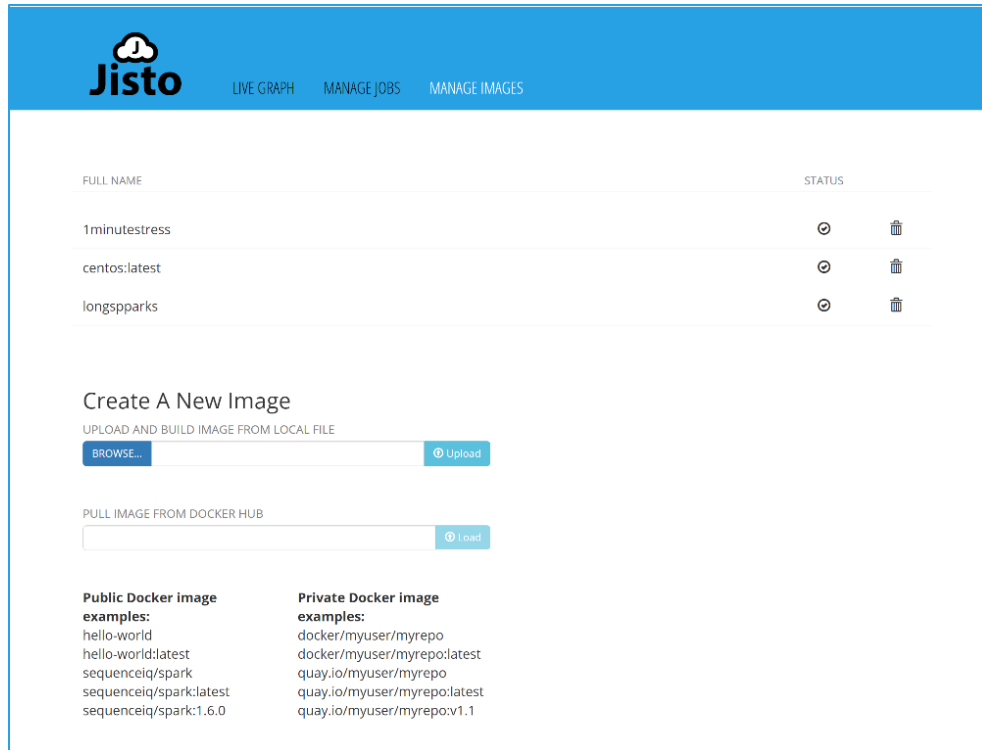 J
Jisto
LIVE GRAPH MANAGE JOBS MANAGE IMAGES
FULL NAME STATUS
1minutestress
centos:latest
longspparks
Create A New Image
UPLOAD AND BUILD IMAGE FROM LOCAL FILE
BROWSE... Upload
PULL IMAGE FROM DOCKER HUB
Load
Public Docker image
examples:
hello-world
hello-world:latest
sequenceiq/spark
sequenceiq/spark:latest
sequenceiq/spark:1.6.0
Private Docker image
examples:
docker/myuser/myrepo
docker/myuser/myrepo:latest
quay.io/myuser/myrepo
quay.io/myuser/myrepo:latest
quay.io/myuser/myrepo:v1.1